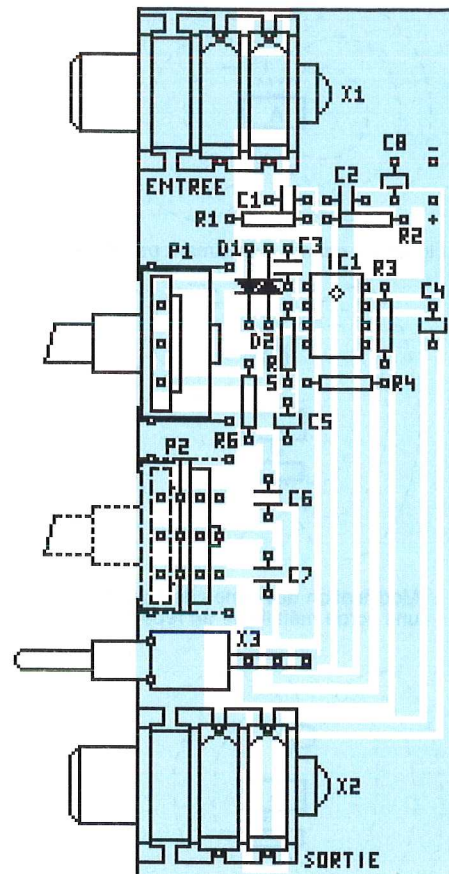 X1
C8
-
ENTREE
C1
C2
R1
R2
+
P1
D1
C3
IC1
R3
C4
D2
R
5
R4
R6
C5
P2
C6
C7
X3
X2
SORTIE